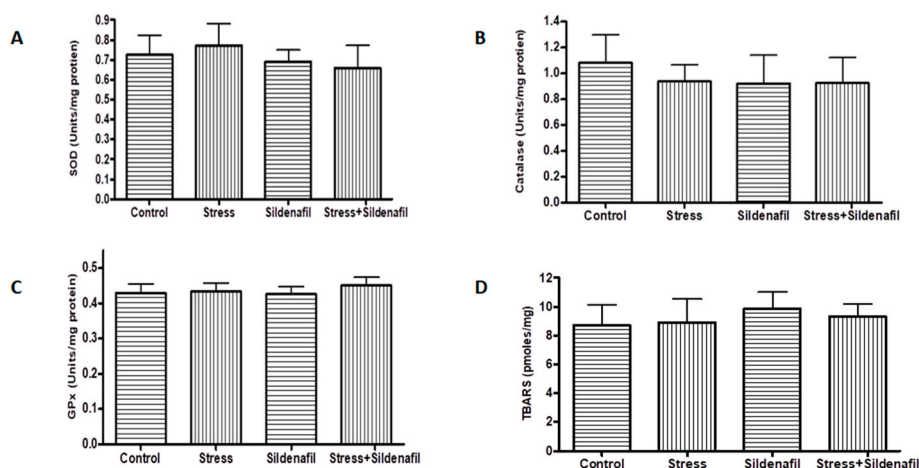 A
SOD (Units/mg protien)
0.9
0.8
0.7
0.6
0.5
0.4
0.3
0.2
0.1
0.0
Control Stress Sildenafil Stress+Sildenafil
B
Catalase (Units/mg protien)
1.4
1.2
1.0
0.8
0.6
0.4
0.2
0.0
Control Stress Sildenafil Stress+Sildenafil
C
GPx (Units/mg protein)
0.5
0.4
0.3
0.2
0.1
0.0
Control Stress Sildenafil Stress+Sildenafil
D
TBARS (pmoles/mg)
12
10
8
6
4
2
0
Control Stress Sildenafil Stress+Sildenafil